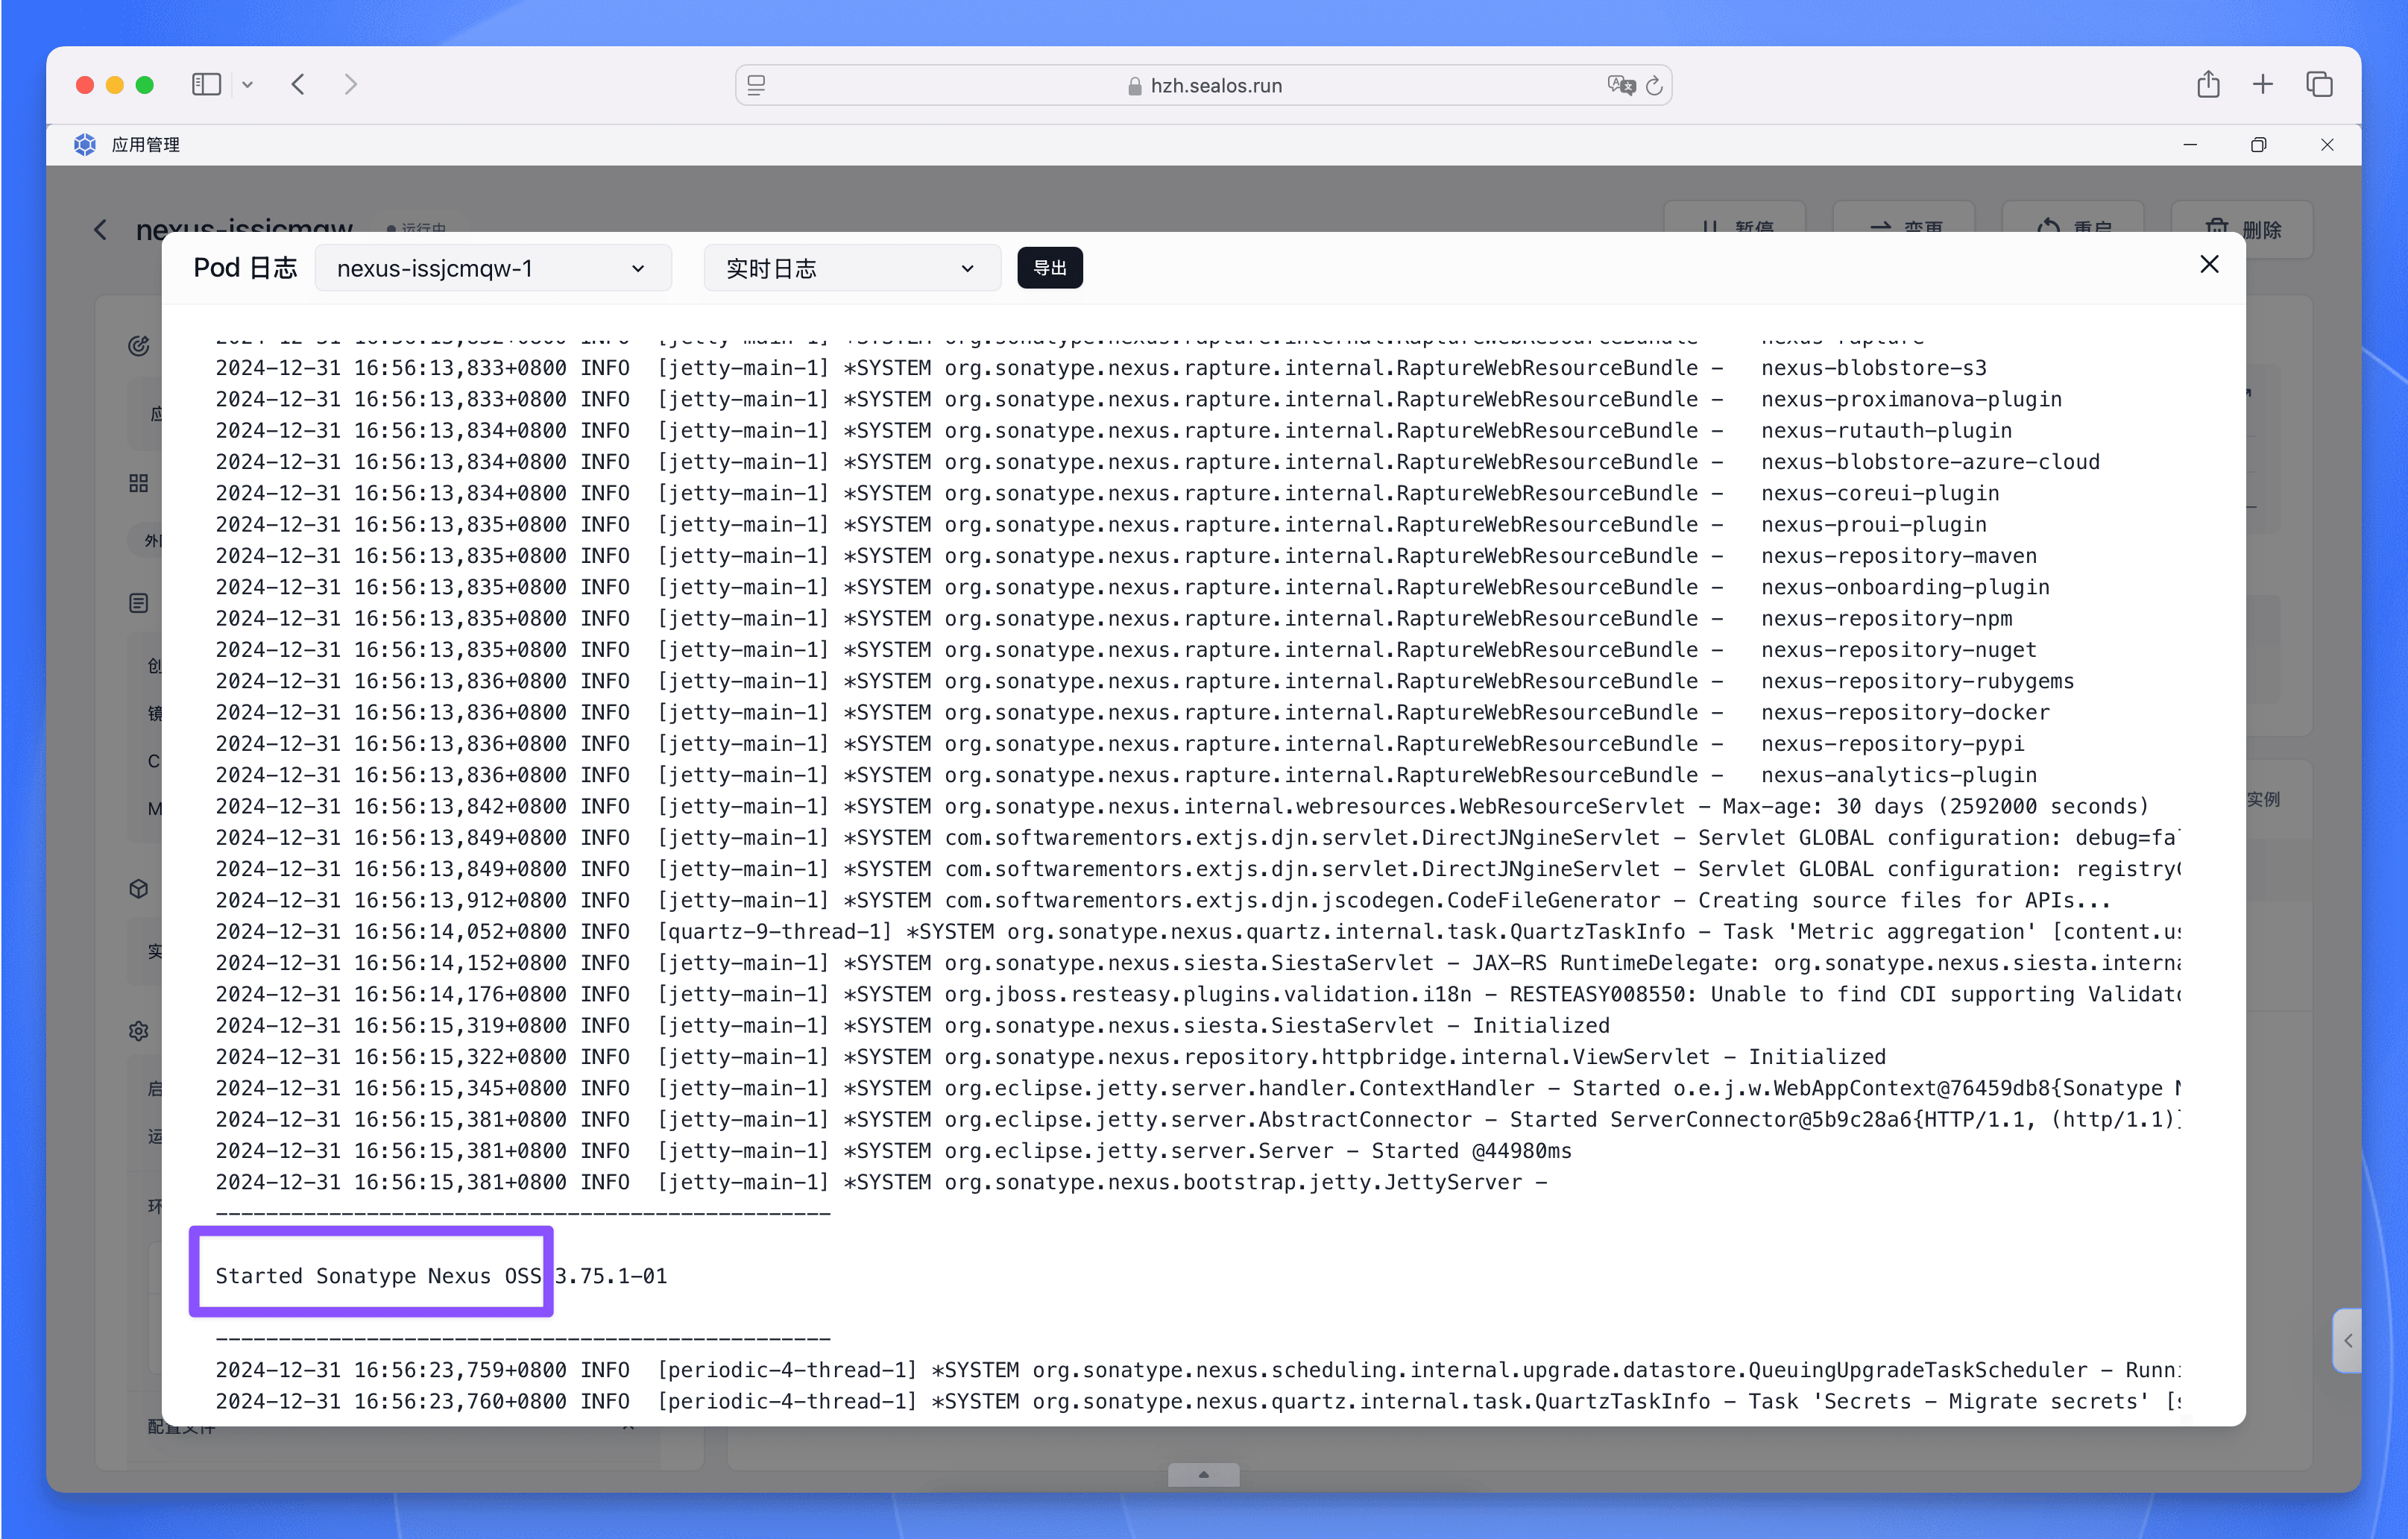 hzh.sealos.run
应用管理
nexus-issjcmqw
运行中
暂停
变更
重启
删除
Pod 日志
nexus-issjcmqw-1
实时日志
导出
2024-12-31 16:56:13,832+0800 INFO [jetty-main-1] *SYSTEM org.sonatype.nexus.rapture.internal.RaptureWebResourceBundle - nexus-rapture
2024-12-31 16:56:13,833+0800 INFO [jetty-main-1] *SYSTEM org.sonatype.nexus.rapture.internal.RaptureWebResourceBundle - nexus-blobstore-s3
2024-12-31 16:56:13,833+0800 INFO [jetty-main-1] *SYSTEM org.sonatype.nexus.rapture.internal.RaptureWebResourceBundle - nexus-proximanova-plugin
2024-12-31 16:56:13,834+0800 INFO [jetty-main-1] *SYSTEM org.sonatype.nexus.rapture.internal.RaptureWebResourceBundle - nexus-rutauth-plugin
2024-12-31 16:56:13,834+0800 INFO [jetty-main-1] *SYSTEM org.sonatype.nexus.rapture.internal.RaptureWebResourceBundle - nexus-blobstore-azure-cloud
2024-12-31 16:56:13,834+0800 INFO [jetty-main-1] *SYSTEM org.sonatype.nexus.rapture.internal.RaptureWebResourceBundle - nexus-coreui-plugin
2024-12-31 16:56:13,835+0800 INFO [jetty-main-1] *SYSTEM org.sonatype.nexus.rapture.internal.RaptureWebResourceBundle - nexus-proui-plugin
2024-12-31 16:56:13,835+0800 INFO [jetty-main-1] *SYSTEM org.sonatype.nexus.rapture.internal.RaptureWebResourceBundle - nexus-repository-maven
2024-12-31 16:56:13,835+0800 INFO [jetty-main-1] *SYSTEM org.sonatype.nexus.rapture.internal.RaptureWebResourceBundle - nexus-onboarding-plugin
2024-12-31 16:56:13,835+0800 INFO [jetty-main-1] *SYSTEM org.sonatype.nexus.rapture.internal.RaptureWebResourceBundle - nexus-repository-npm
2024-12-31 16:56:13,835+0800 INFO [jetty-main-1] *SYSTEM org.sonatype.nexus.rapture.internal.RaptureWebResourceBundle - nexus-repository-nuget
2024-12-31 16:56:13,836+0800 INFO [jetty-main-1] *SYSTEM org.sonatype.nexus.rapture.internal.RaptureWebResourceBundle - nexus-repository-rubygems
2024-12-31 16:56:13,836+0800 INFO [jetty-main-1] *SYSTEM org.sonatype.nexus.rapture.internal.RaptureWebResourceBundle - nexus-repository-docker
2024-12-31 16:56:13,836+0800 INFO [jetty-main-1] *SYSTEM org.sonatype.nexus.rapture.internal.RaptureWebResourceBundle - nexus-repository-pypi
2024-12-31 16:56:13,836+0800 INFO [jetty-main-1] *SYSTEM org.sonatype.nexus.rapture.internal.RaptureWebResourceBundle - nexus-analytics-plugin
2024-12-31 16:56:13,842+0800 INFO [jetty-main-1] *SYSTEM org.sonatype.nexus.internal.webresources.WebResourceServlet - Max-age: 30 days (2592000 seconds)
2024-12-31 16:56:13,849+0800 INFO [jetty-main-1] *SYSTEM com.softwarementors.extjs.djn.servlet.DirectJNgineServlet - Servlet GLOBAL configuration: debug=fa
2024-12-31 16:56:13,849+0800 INFO [jetty-main-1] *SYSTEM com.softwarementors.extjs.djn.servlet.DirectJNgineServlet - Servlet GLOBAL configuration: registry
2024-12-31 16:56:13,912+0800 INFO [jetty-main-1] *SYSTEM com.softwarementors.extjs.djn.jscodegen.CodeFileGenerator - Creating source files for APIs...
2024-12-31 16:56:14,052+0800 INFO [quartz-9-thread-1] *SYSTEM org.sonatype.nexus.quartz.internal.task.QuartzTaskInfo - Task 'Metric aggregation' [content.us
2024-12-31 16:56:14,152+0800 INFO [jetty-main-1] *SYSTEM org.sonatype.nexus.siesta.SiestaServlet - JAX-RS RuntimeDelegate: org.sonatype.nexus.siesta.interna
2024-12-31 16:56:14,176+0800 INFO [jetty-main-1] *SYSTEM org.jboss.resteasy.plugins.validation.i18n - RESTEASY008550: Unable to find CDI supporting Validato
2024-12-31 16:56:15,319+0800 INFO [jetty-main-1] *SYSTEM org.sonatype.nexus.siesta.SiestaServlet - Initialized
2024-12-31 16:56:15,322+0800 INFO [jetty-main-1] *SYSTEM org.sonatype.nexus.repository.httpbridge.internal.ViewServlet - Initialized
2024-12-31 16:56:15,345+0800 INFO [jetty-main-1] *SYSTEM org.eclipse.jetty.server.handler.ContextHandler - Started o.e.j.w.WebAppContext@76459db8{Sonatype N
2024-12-31 16:56:15,381+0800 INFO [jetty-main-1] *SYSTEM org.eclipse.jetty.server.AbstractConnector - Started ServerConnector@5b9c28a6{HTTP/1.1, (http/1.1)}
2024-12-31 16:56:15,381+0800 INFO [jetty-main-1] *SYSTEM org.eclipse.jetty.server.Server - Started @44980ms
2024-12-31 16:56:15,381+0800 INFO [jetty-main-1] *SYSTEM org.sonatype.nexus.bootstrap.jetty.JettyServer -
-------------------------------------------------
Started Sonatype Nexus OSS 3.75.1-01
-------------------------------------------------
2024-12-31 16:56:23,759+0800 INFO [periodic-4-thread-1] *SYSTEM org.sonatype.nexus.scheduling.internal.upgrade.datastore.QueuingUpgradeTaskScheduler - Runn
2024-12-31 16:56:23,760+0800 INFO [periodic-4-thread-1] *SYSTEM org.sonatype.nexus.quartz.internal.task.QuartzTaskInfo - Task 'Secrets - Migrate secrets' [s
外
创
镜
C
M
实
启
运
环
实例
配置文件